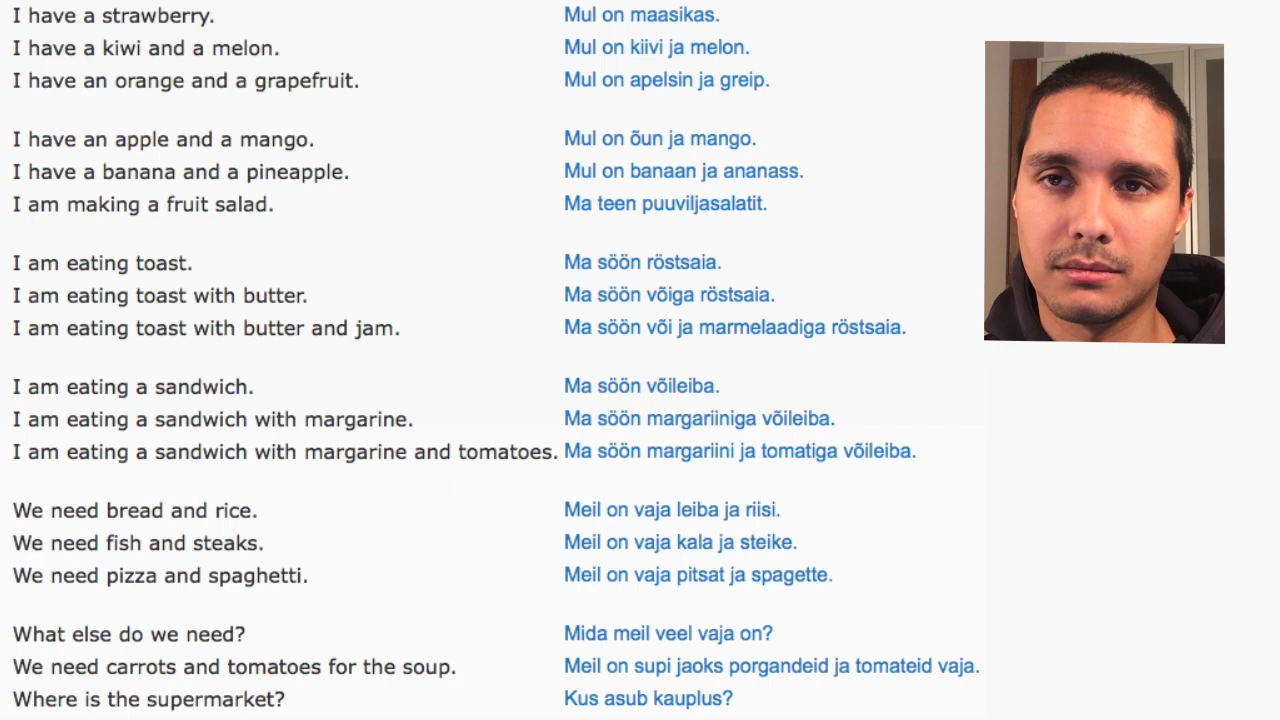 I have a strawberry. Mul on maasikas.
I have a kiwi and a melon. Mul on kiivi ja melon.
I have an orange and a grapefruit. Mul on apelsin ja greip.
I have an apple and a mango. Mul on õun ja mango.
I have a banana and a pineapple. Mul on banaan ja ananass.
I am making a fruit salad. Ma teen puuviljasalatit.
I am eating toast. Ma söön röstsaia.
I am eating toast with butter. Ma söön võiga röstsaia.
I am eating toast with butter and jam. Ma söön või ja marmelaadiga röstsaia.
I am eating a sandwich. Ma söön võileiba.
I am eating a sandwich with margarine. Ma söön margariiniga võileiba.
I am eating a sandwich with margarine and tomatoes. Ma söön margariini ja tomatiga võileiba.
We need bread and rice. Meil on vaja leiba ja riisi.
We need fish and steaks. Meil on vaja kala ja steike.
We need pizza and spaghetti. Meil on vaja pitsat ja spagette.
What else do we need? Mida meil veel vaja on?
We need carrots and tomatoes for the soup. Meil on supi jaoks porgandeid ja tomateid vaja.
Where is the supermarket? Kus asub kauplus?